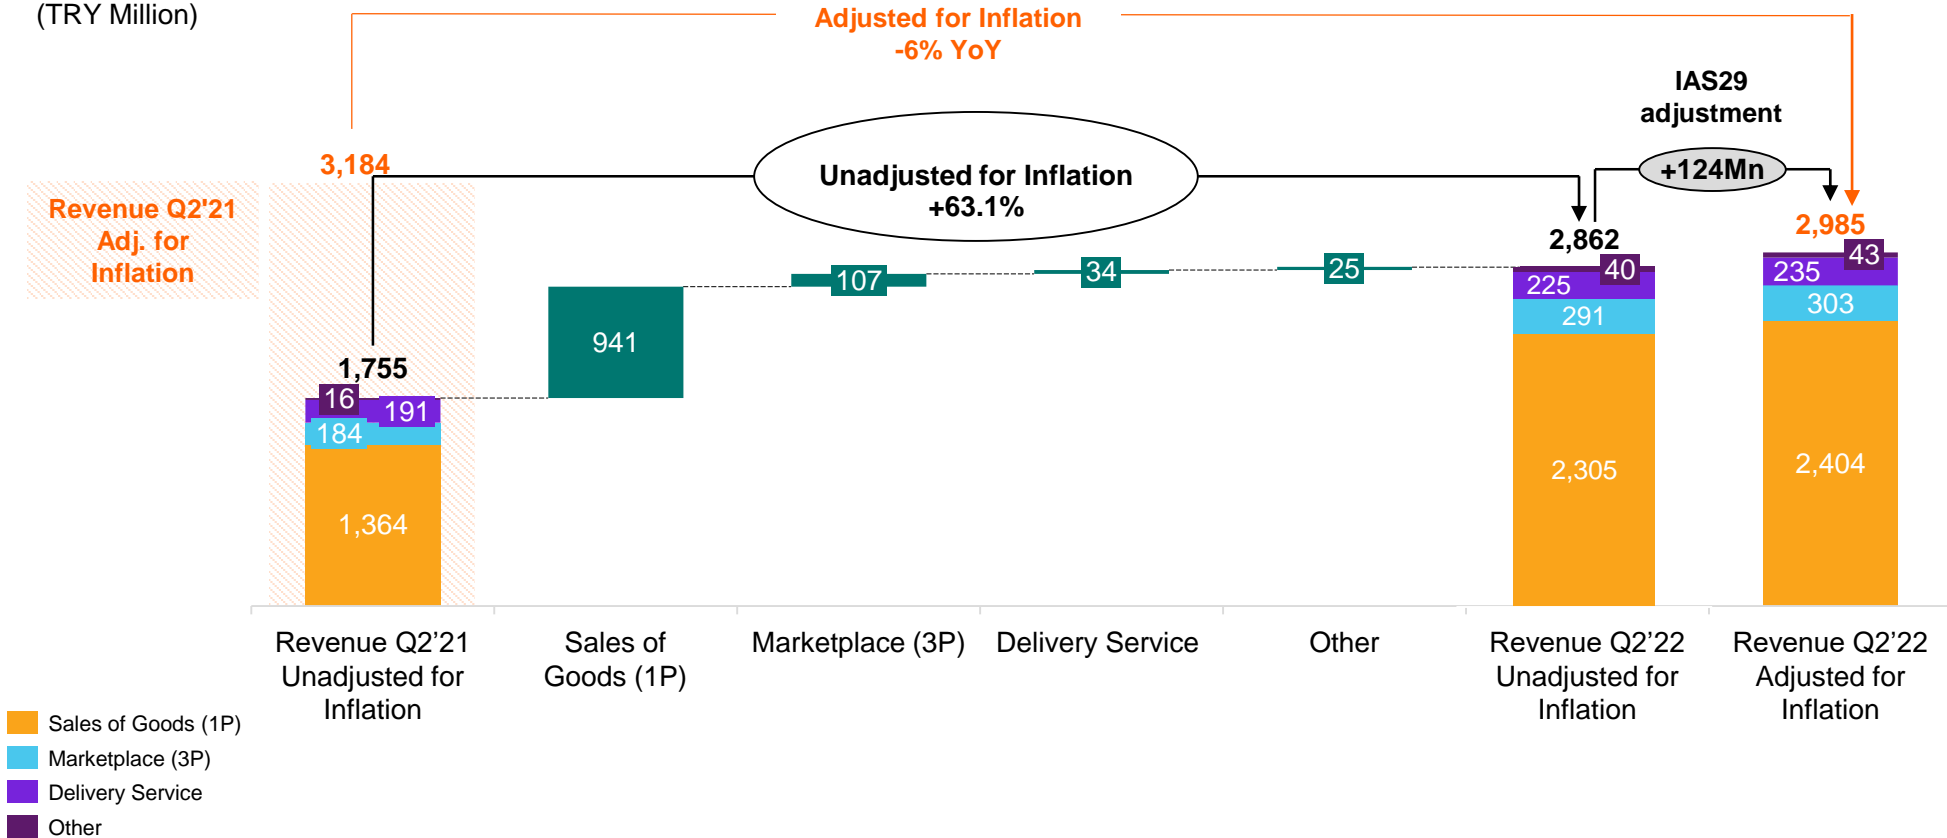 (TRY Million)
Adjusted for Inflation
-6% YoY
IAS29
adjustment
+124Mn
Unadjusted for Inflation
+63.1%
3,184
Revenue Q2'21
Adj. for
Inflation
1,755
16
191
184
1,364
941
107
34
25
2,862
40
225
291
2,305
2,985
43
235
303
2,404
Revenue Q2’21
Unadjusted for
Inflation
Sales of
Goods (1P)
Marketplace (3P)
Delivery Service
Other
Revenue Q2’22
Unadjusted for
Inflation
Revenue Q2’22
Adjusted for
Inflation
Sales of Goods (1P)
Marketplace (3P)
Delivery Service
Other